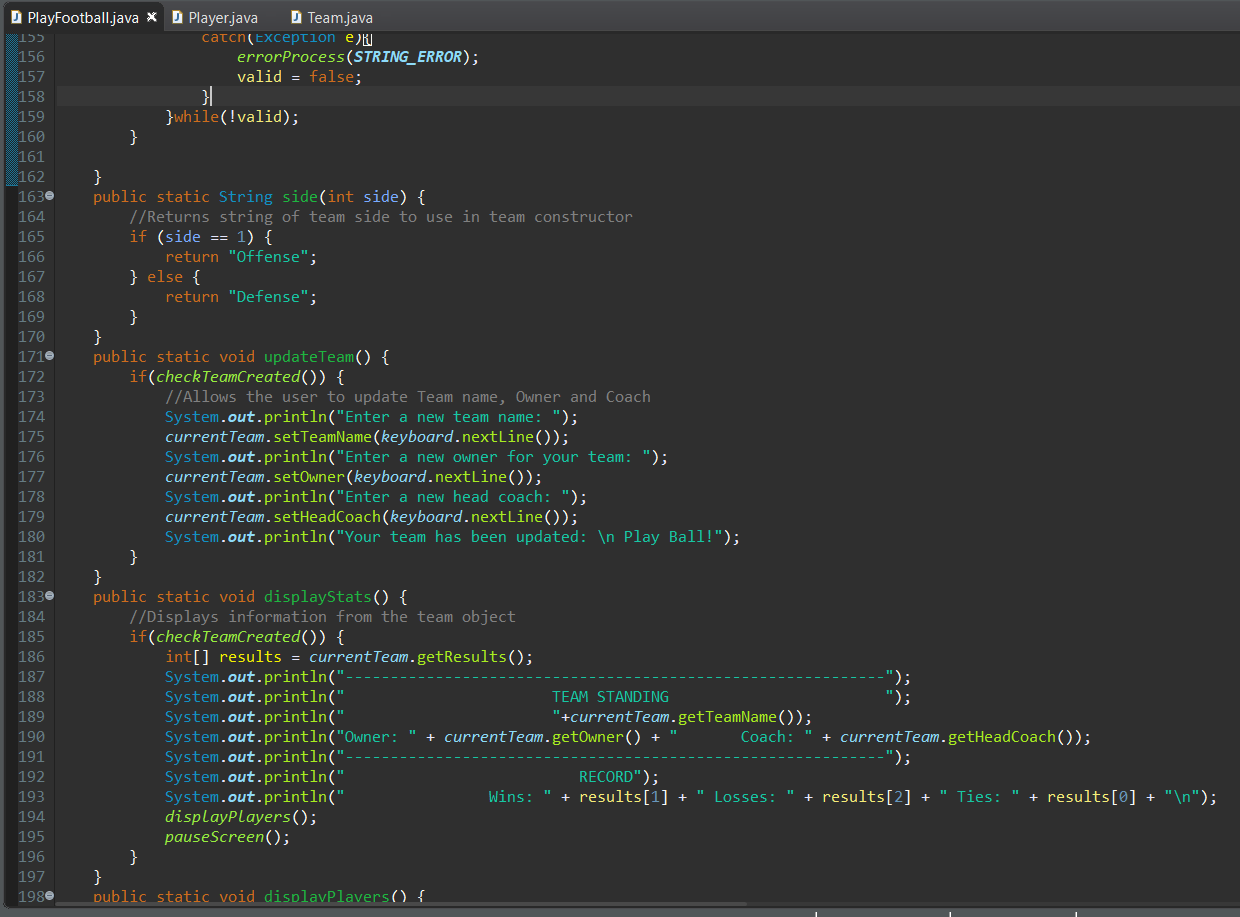 PlayFootball.java Player.java Team.java
155 catch(Exception e){
156 errorProcess(STRING_ERROR);
157 valid = false;
158 }
159 }while(!valid);
160 }
161
162 }
163 public static String side(int side) {
164 //Returns string of team side to use in team constructor
165 if (side == 1) {
166 return "Offense";
167 } else {
168 return "Defense";
169 }
170 }
171 public static void updateTeam() {
172 if(checkTeamCreated()) {
173 //Allows the user to update Team name, Owner and Coach
174 System.out.println("Enter a new team name: ");
175 currentTeam.setTeamName(keyboard.nextLine());
176 System.out.println("Enter a new owner for your team: ");
177 currentTeam.setOwner(keyboard.nextLine());
178 System.out.println("Enter a new head coach: ");
179 currentTeam.setHeadCoach(keyboard.nextLine());
180 System.out.println("Your team has been updated: \n Play Ball!");
181 }
182 }
183 public static void displayStats() {
184 //Displays information from the team object
185 if(checkTeamCreated()) {
186 int[] results = currentTeam.getResults();
187 System.out.println("------------------------------------------------------------");
188 System.out.println("                       TEAM STANDING                        ");
189 System.out.println("                       "+currentTeam.getTeamName());
190 System.out.println("Owner: " + currentTeam.getOwner() + "       Coach: " + currentTeam.getHeadCoach());
191 System.out.println("------------------------------------------------------------");
192 System.out.println("                          RECORD");
193 System.out.println("                Wins: " + results[1] + " Losses: " + results[2] + " Ties: " + results[0] + "\n");
194 displayPlayers();
195 pauseScreen();
196 }
197 }
198 public static void displayPlayers() {